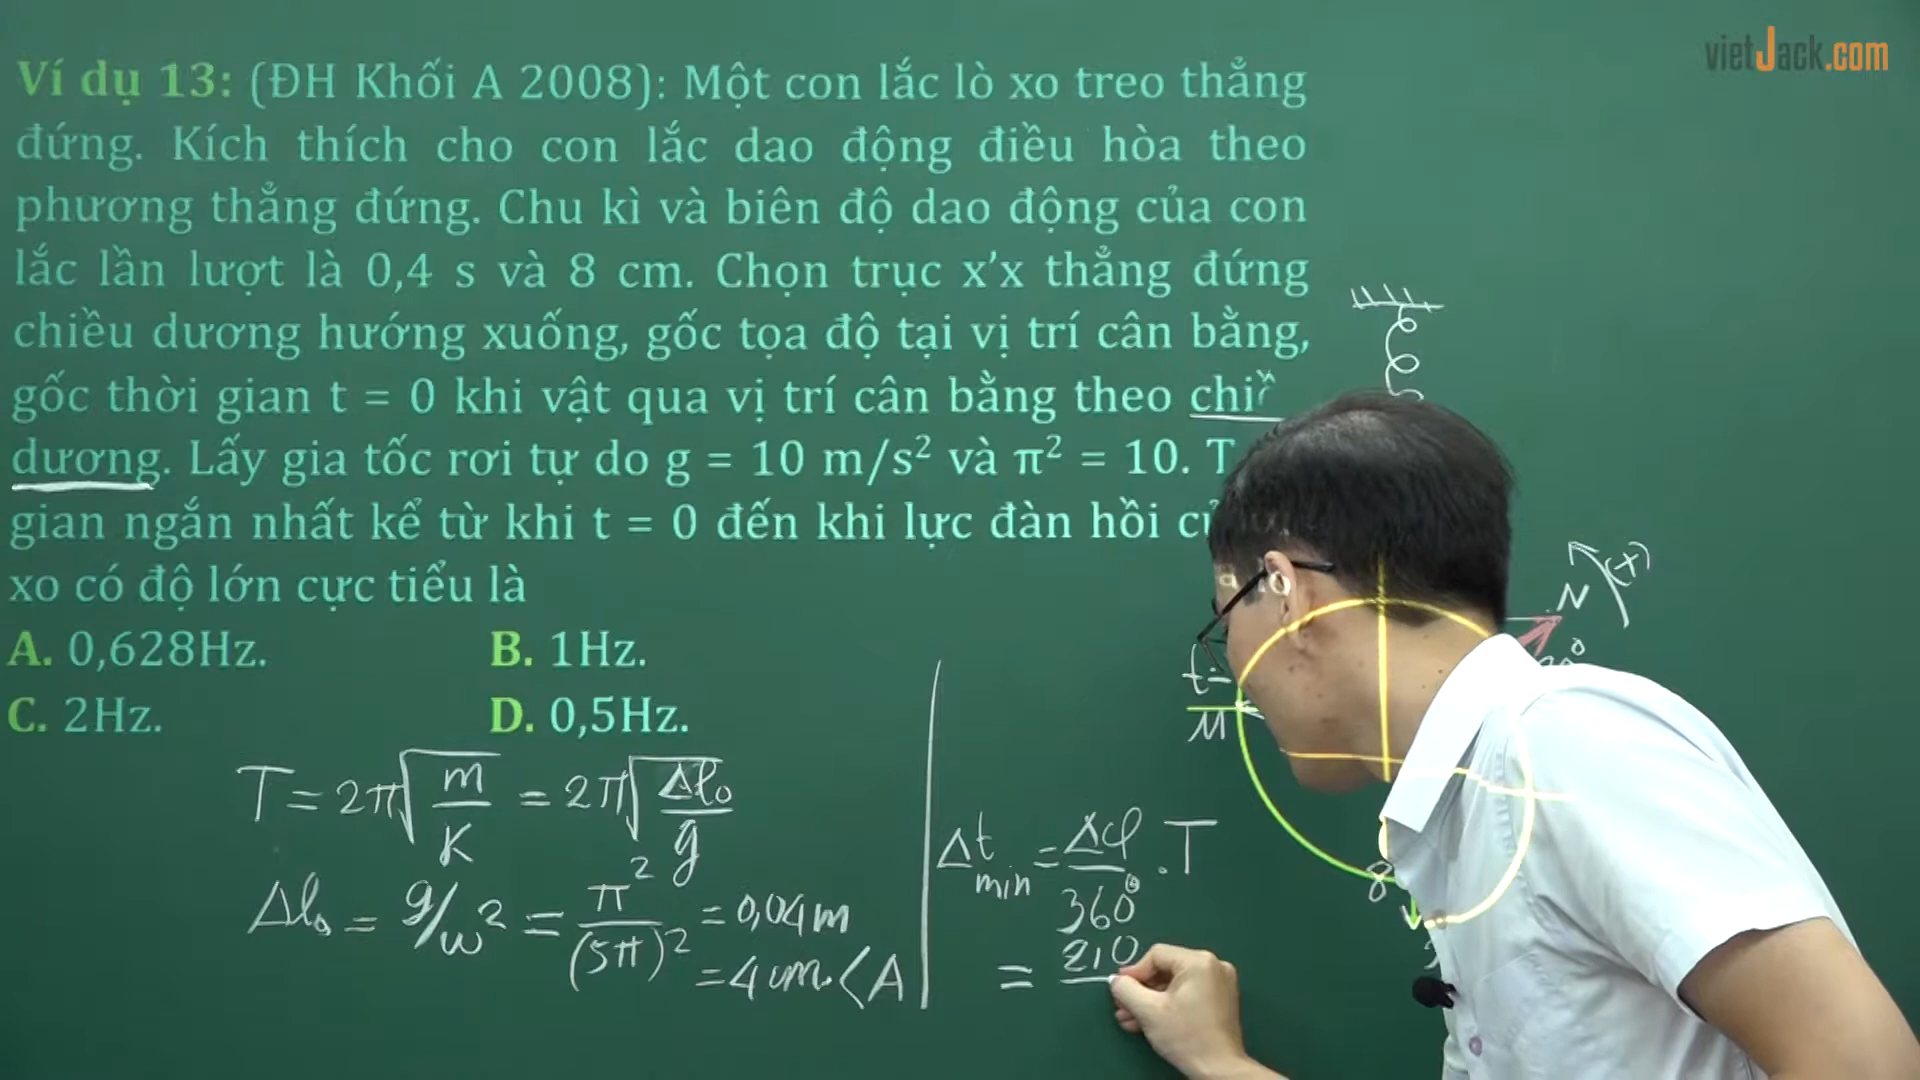 vietJack.com
Ví dụ 13: (ĐH Khối A 2008): Một con lắc lò xo treo thẳng
đứng. Kích thích cho con lắc dao động điều hòa theo
phương thẳng đứng. Chu kì và biên độ dao động của con
lắc lần lượt là 0,4 s và 8 cm. Chọn trục x’x thẳng đứng
chiều dương hướng xuống, gốc tọa độ tại vị trí cân bằng,
gốc thời gian t = 0 khi vật qua vị trí cân bằng theo
dương. Lấy gia tốc rơi tự do g = 10 m/s² và π² = 10.
gian ngắn nhất kể từ khi t = 0 đến khi lực đàn hồi
xo có độ lớn cực tiểu là
A. 0,628Hz. B. 1Hz.
C. 2Hz. D. 0,5Hz.
T = 2π√(m/K) = 2π√(Δl₀/g)
Δl₀ = g/ω² = π²/(5π)² = 0,04m
= 4cm < A
Δt min = Δφ/360° . T
= 210
(+)
N
M
8